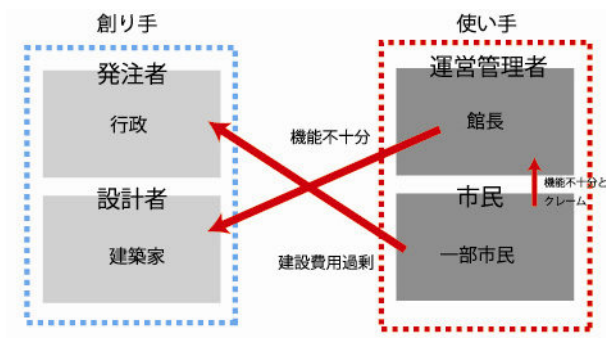 創り手
使い手
発注者
行政
設計者
建築家
運営管理者
館長
市民
一部市民
機能不十分
建設費用過剰
機能不十分と
クレーム